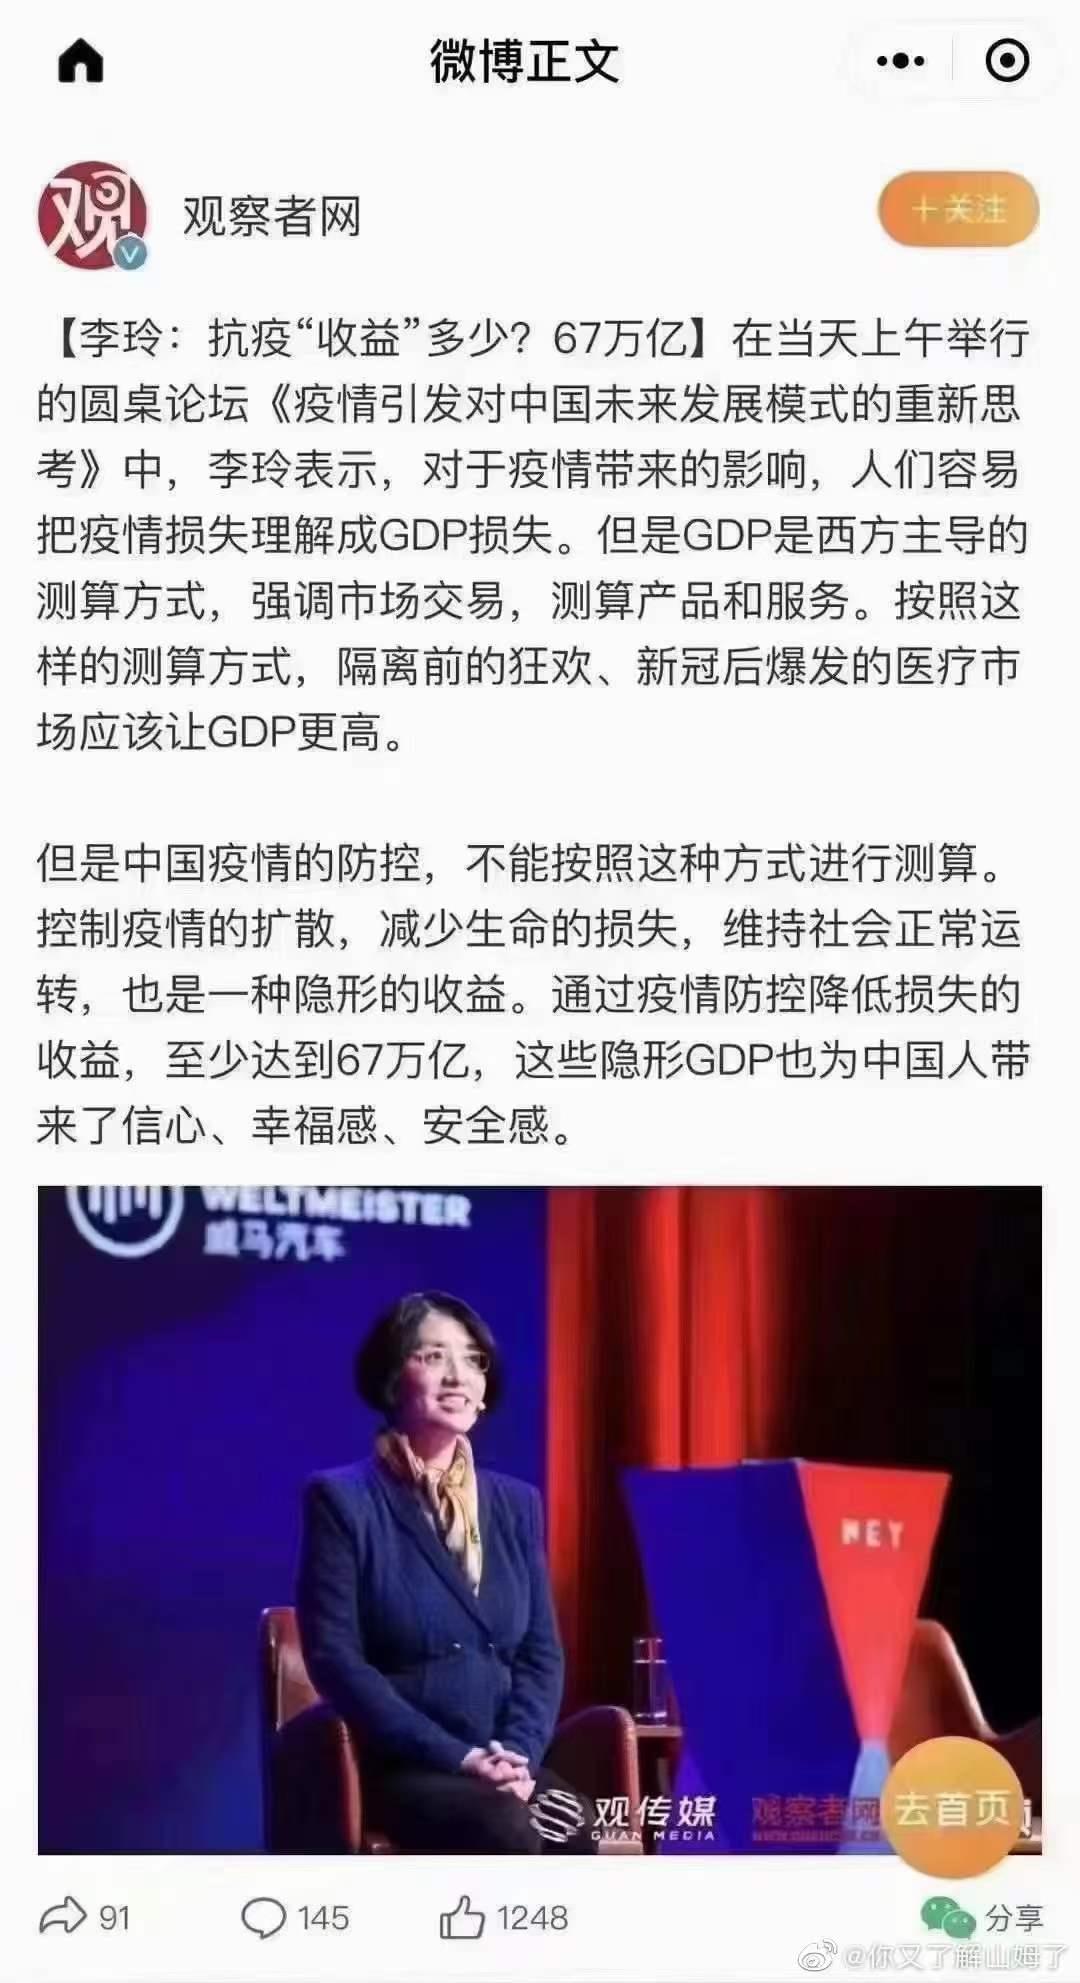 微博正文
观
观察者网
+关注
【李玲：抗疫“收益”多少？67万亿】在当天上午举行
的圆桌论坛《疫情引发对中国未来发展模式的重新思
考》中，李玲表示，对于疫情带来的影响，人们容易
把疫情损失理解成GDP损失。但是GDP是西方主导的
测算方式，强调市场交易，测算产品和服务。按照这
样的测算方式，隔离前的狂欢、新冠后爆发的医疗市
场应该让GDP更高。
但是中国疫情的防控，不能按照这种方式进行测算。
控制疫情的扩散，减少生命的损失，维持社会正常运
转，也是一种隐形的收益。通过疫情防控降低损失的
收益，至少达到67万亿，这些隐形GDP也为中国人带
来了信心、幸福感、安全感。
WELTMEISTER
威马汽车
NEY
观传媒
GUAN MEDIA
观察者网
去首页
91
145
1248
分享
@你又了解山姆了